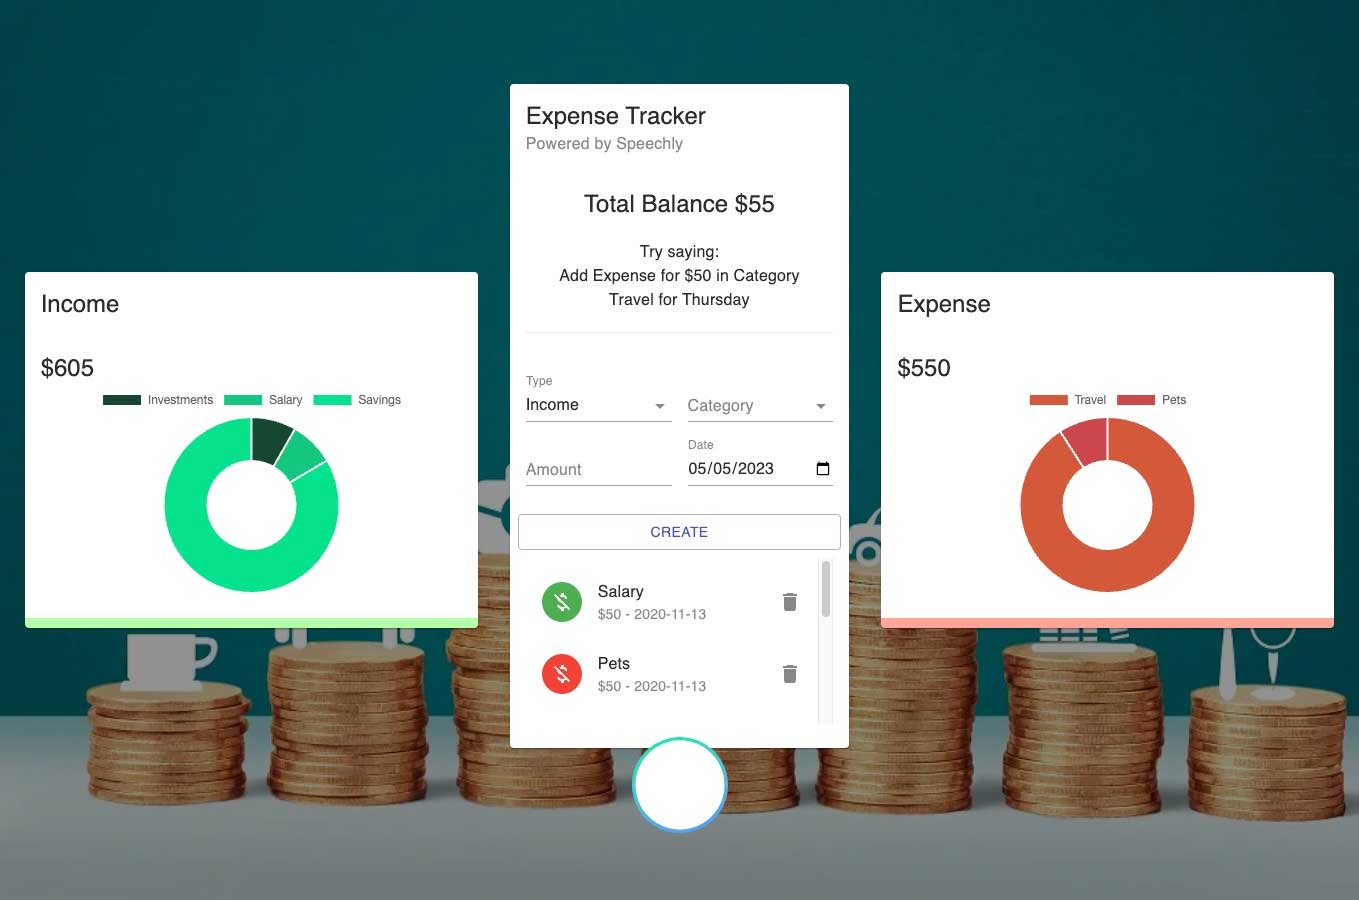 Expense Tracker
Powered by Speechly
Total Balance $55
Try saying:
Add Expense for $50 in Category
Travel for Thursday
Income
$605
Investments Salary Savings
Type
Income
Category
Amount
Date
05/05/2023
CREATE
Salary
$50 - 2020-11-13
Pets
$50 - 2020-11-13
Expense
$550
Travel Pets